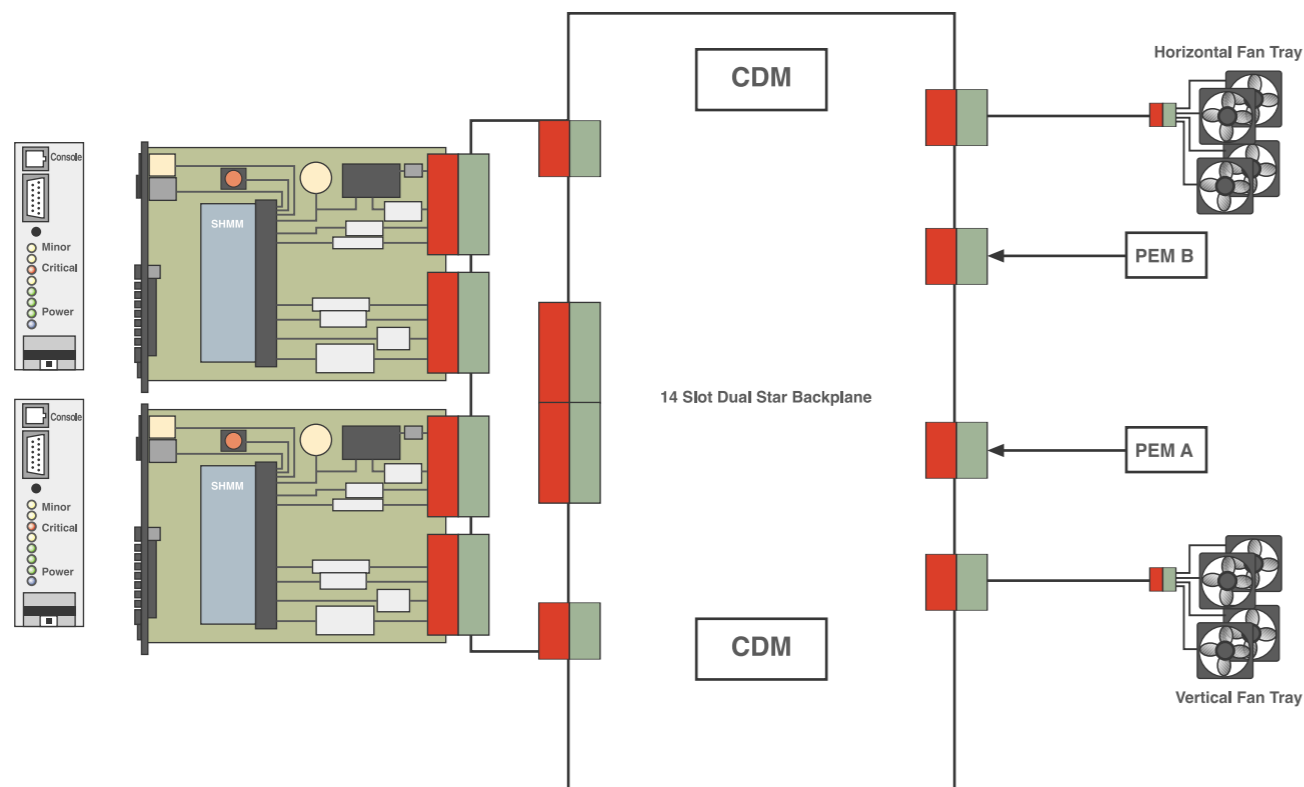 CDM
Horizontal Fan Tray
Console
Minor
Critical
Power
SHMM
PEM B
14 Slot Dual Star Backplane
Console
Minor
Critical
Power
SHMM
PEM A
CDM
Vertical Fan Tray